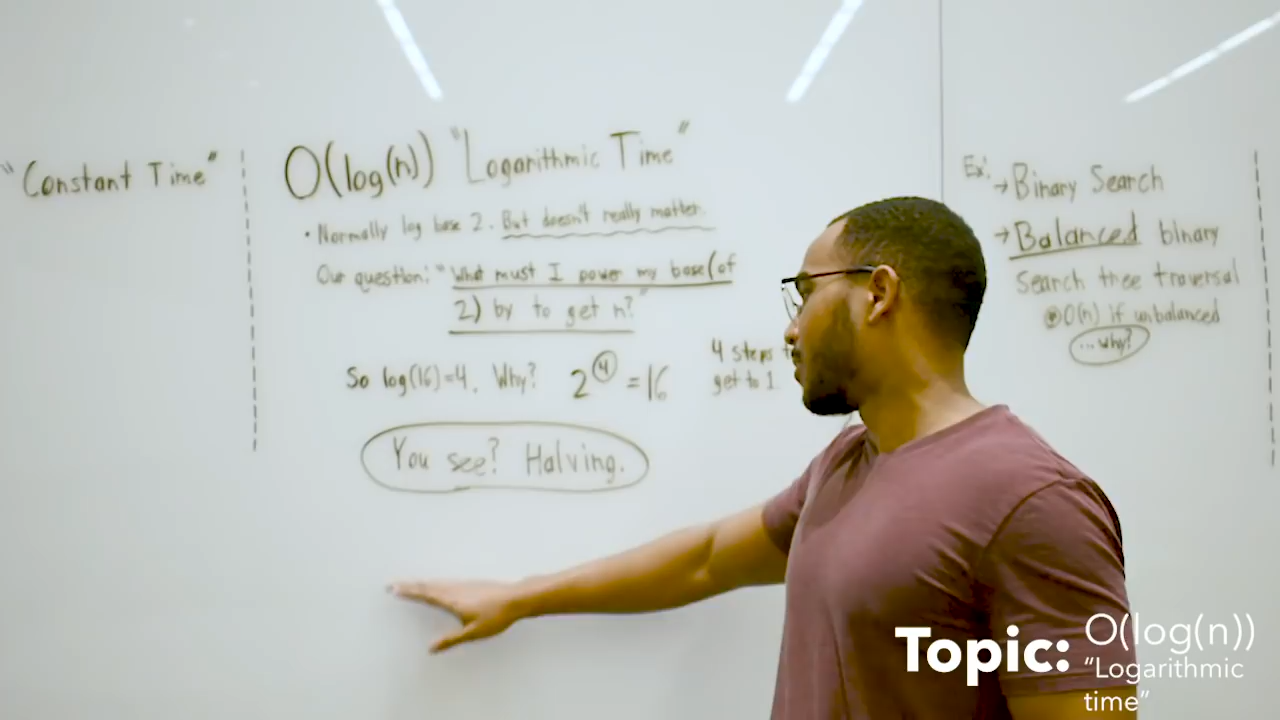 "Constant Time"
O(log(n)) "Logarithmic Time"
• Normally log base 2. But doesn't really matter.
Our question: "What must I power my base (of
2) by to get n?"
So log(16)=4. Why? 2^4 = 16
4 steps
get to 1
You see? Halving.
Ex:
→ Binary Search
→ Balanced binary
Search tree traversal
O(n) if unbalanced
...why?
Topic: O(log(n))
"Logarithmic
time"